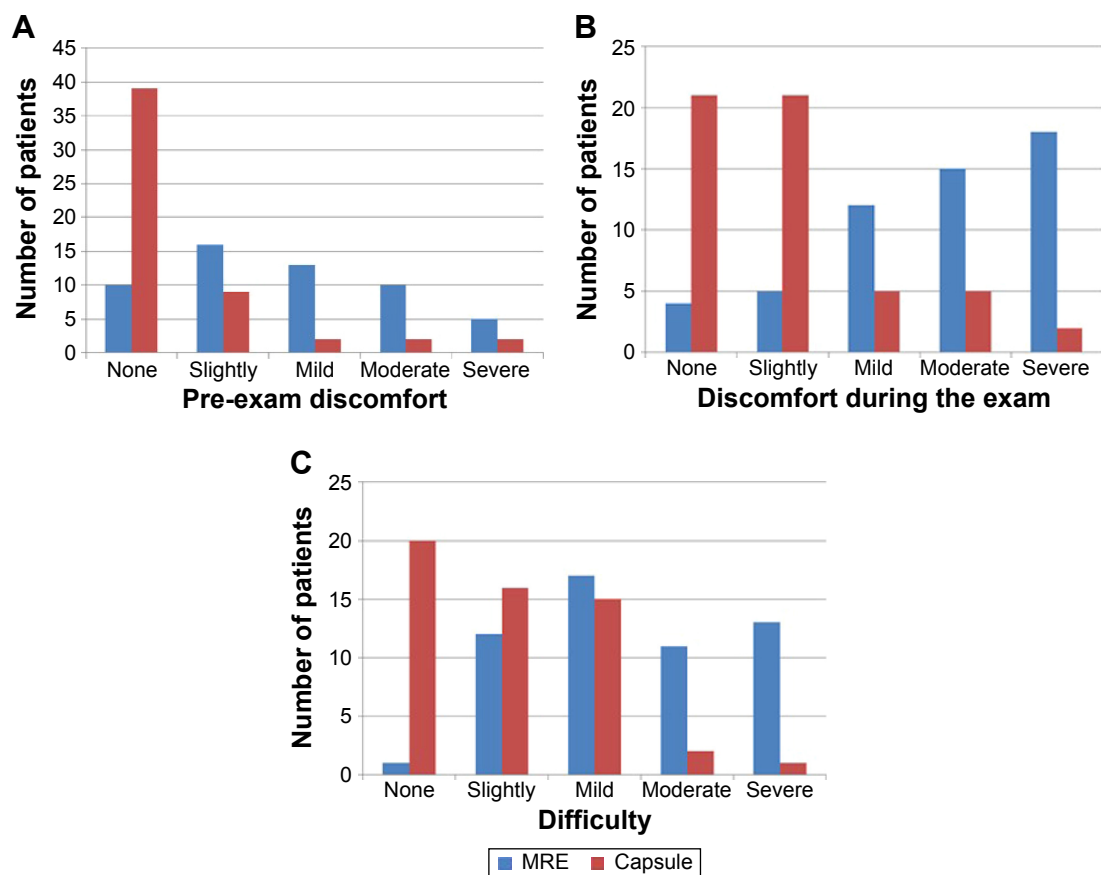 A
Number of patients
45
40
35
30
25
20
15
10
5
0
None Slightly Mild Moderate Severe
Pre-exam discomfort
B
Number of patients
25
20
15
10
5
0
None Slightly Mild Moderate Severe
Discomfort during the exam
C
Number of patients
25
20
15
10
5
0
None Slightly Mild Moderate Severe
Difficulty
MRE Capsule